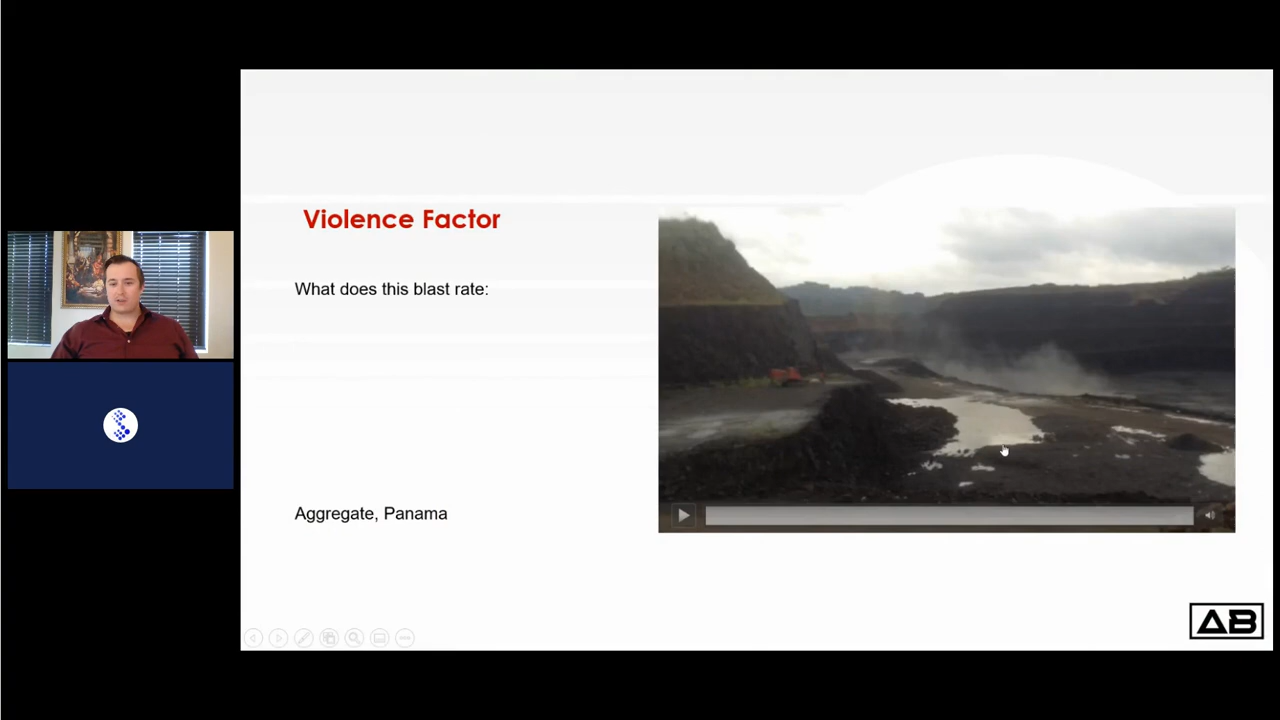 Violence Factor
What does this blast rate:
Aggregate, Panama
AB